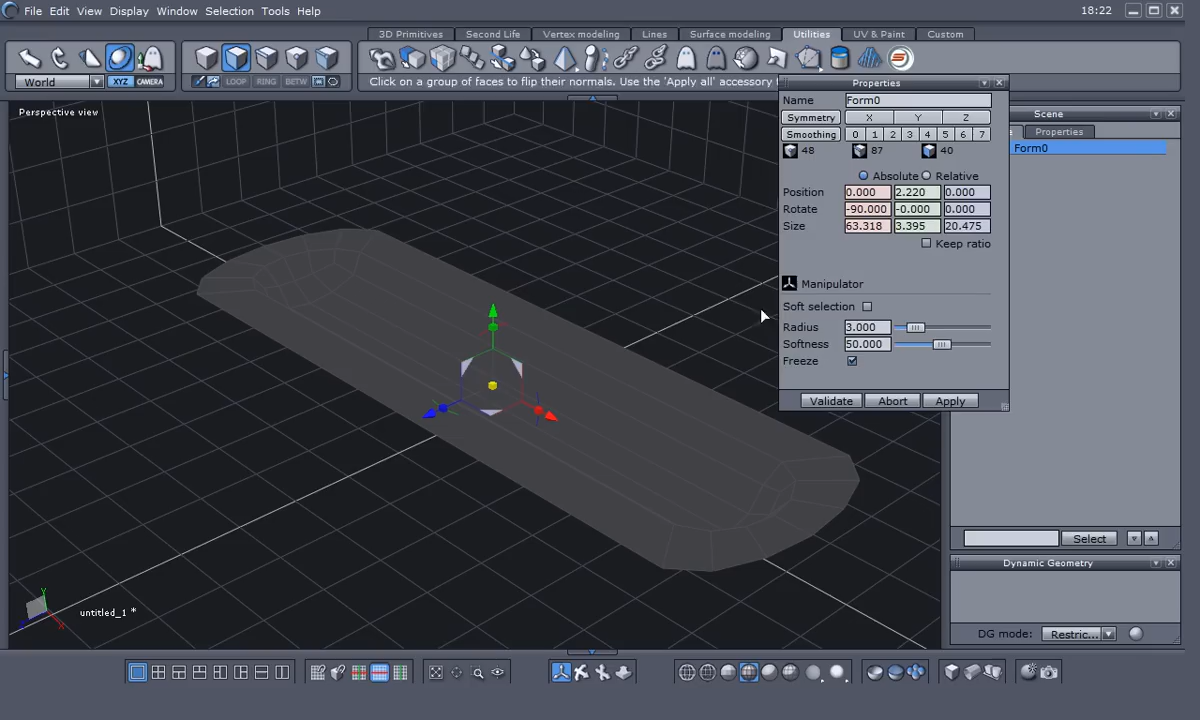 File Edit View Display Window Selection Tools Help
18:22
3D Primitives Second Life Vertex modeling Lines Surface modeling Utilities UV & Paint Custom
World XYZ CAMERA LOOP RING BETW
Click on a group of faces to flip their normals. Use the 'Apply all' accessory
Perspective view
Properties
Name Form0
Symmetry X Y Z
Smoothing 0 1 2 3 4 5 6 7
48 87 40
Absolute Relative
Position 0.000 2.220 0.000
Rotate -90.000 -0.000 0.000
Size 63.318 3.395 20.475
Keep ratio
Manipulator
Soft selection
Radius 3.000
Softness 50.000
Freeze
Validate Abort Apply
Scene
Properties
Form0
Select
Dynamic Geometry
DG mode: Restric...
Y
X
untitled_1 *